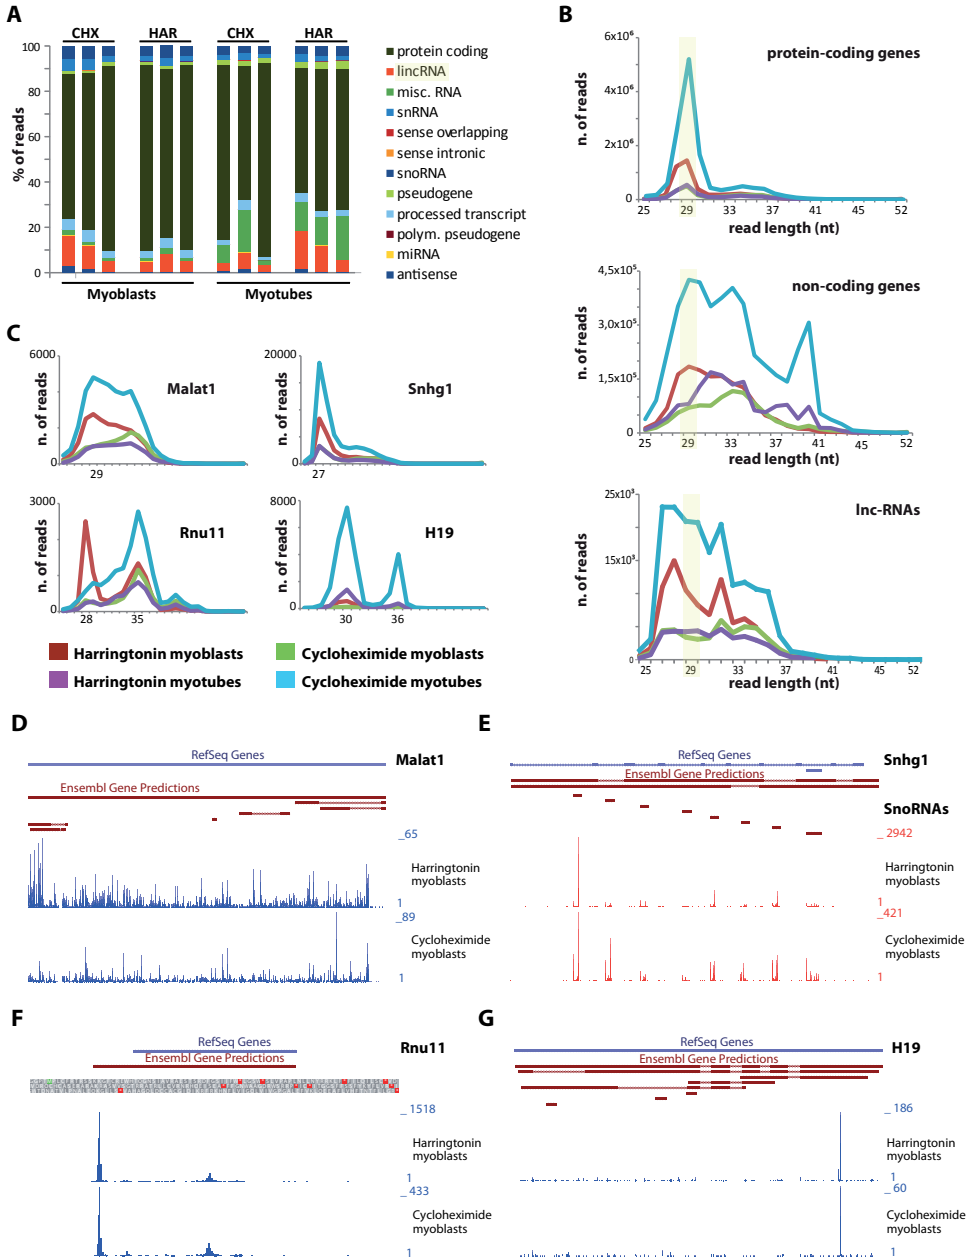 A
CHX HAR CHX HAR
100
80
60
40
20
0
% of reads
Myoblasts Myotubes
protein coding
lincRNA
misc. RNA
snRNA
sense overlapping
sense intronic
snoRNA
pseudogene
processed transcript
polym. pseudogene
miRNA
antisense
B
protein-coding genes
n. of reads
6x10⁶
4x10⁶
2x10⁶
0
25 29 33 37 41 45 52
read length (nt)
non-coding genes
n. of reads
4,5x10⁵
3,0x10⁵
1,5x10⁵
0
25 29 33 37 41 45 52
read length (nt)
lnc-RNAs
n. of reads
25x10³
15x10³
0
25 29 33 37 41 45 52
read length (nt)
C
6000
0
n. of reads
Malat1
29
20000
0
n. of reads
Snhg1
27
3000
0
n. of reads
Rnu11
28 35
8000
0
n. of reads
H19
30 36
Harringtonin myoblasts
Cycloheximide myoblasts
Harringtonin myotubes
Cycloheximide myotubes
D
RefSeq Genes
Malat1
Ensembl Gene Predictions
_65
Harringtonin
myoblasts
1
_89
Cycloheximide
myoblasts
1
E
RefSeq Genes
Snhg1
Ensembl Gene Predictions
SnoRNAs
_ 2942
Harringtonin
myoblasts
1
_421
Cycloheximide
myoblasts
1
F
RefSeq Genes
Rnu11
Ensembl Gene Predictions
_ 1518
Harringtonin
myoblasts
1
_ 433
Cycloheximide
myoblasts
1
G
RefSeq Genes
H19
Ensembl Gene Predictions
_ 186
Harringtonin
myoblasts
1
_ 60
Cycloheximide
myoblasts
1